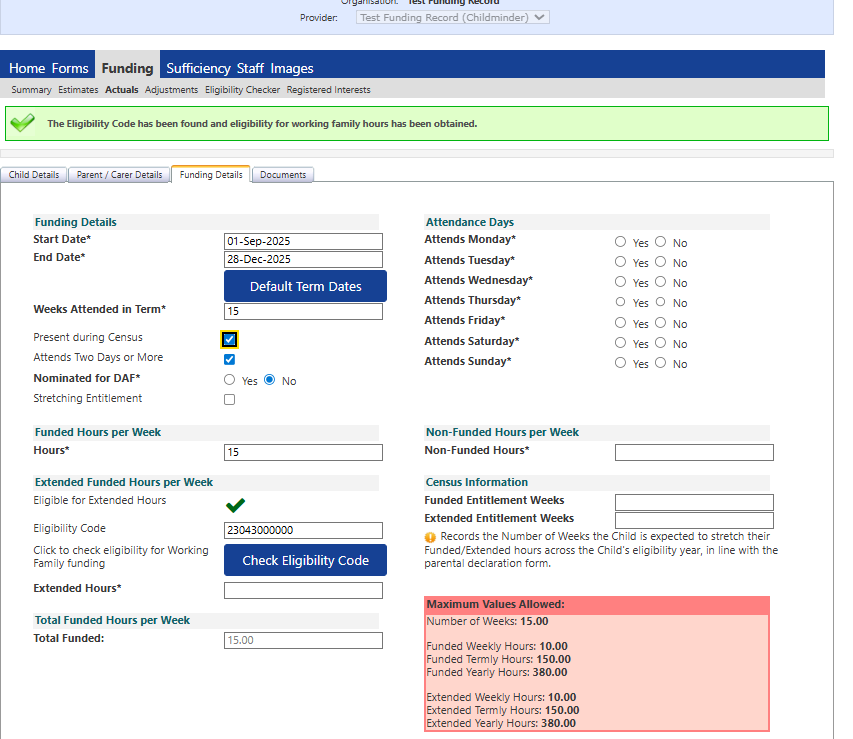 Organisation: Test Funding Record
Provider: Test Funding Record (Childminder)
Home Forms Funding Sufficiency Staff Images
Summary Estimates Actuals Adjustments Eligibility Checker Registered Interests
The Eligibility Code has been found and eligibility for working family hours has been obtained.
Child Details Parent / Carer Details Funding Details Documents
Funding Details
Start Date* 01-Sep-2025
End Date* 28-Dec-2025
Default Term Dates
Weeks Attended in Term* 15
Present during Census
Attends Two Days or More
Nominated for DAF* Yes No
Stretching Entitlement
Funded Hours per Week
Hours* 15
Extended Funded Hours per Week
Eligible for Extended Hours
Eligibility Code 23043000000
Click to check eligibility for Working
Family funding
Check Eligibility Code
Extended Hours*
Total Funded Hours per Week
Total Funded: 15.00
Attendance Days
Attends Monday* Yes No
Attends Tuesday* Yes No
Attends Wednesday* Yes No
Attends Thursday* Yes No
Attends Friday* Yes No
Attends Saturday* Yes No
Attends Sunday* Yes No
Non-Funded Hours per Week
Non-Funded Hours*
Census Information
Funded Entitlement Weeks
Extended Entitlement Weeks
Records the Number of Weeks the Child is expected to stretch their
Funded/Extended hours across the Child's eligibility year, in line with the
parental declaration form.
Maximum Values Allowed:
Number of Weeks: 15.00
Funded Weekly Hours: 10.00
Funded Termly Hours: 150.00
Funded Yearly Hours: 380.00
Extended Weekly Hours: 10.00
Extended Termly Hours: 150.00
Extended Yearly Hours: 380.00